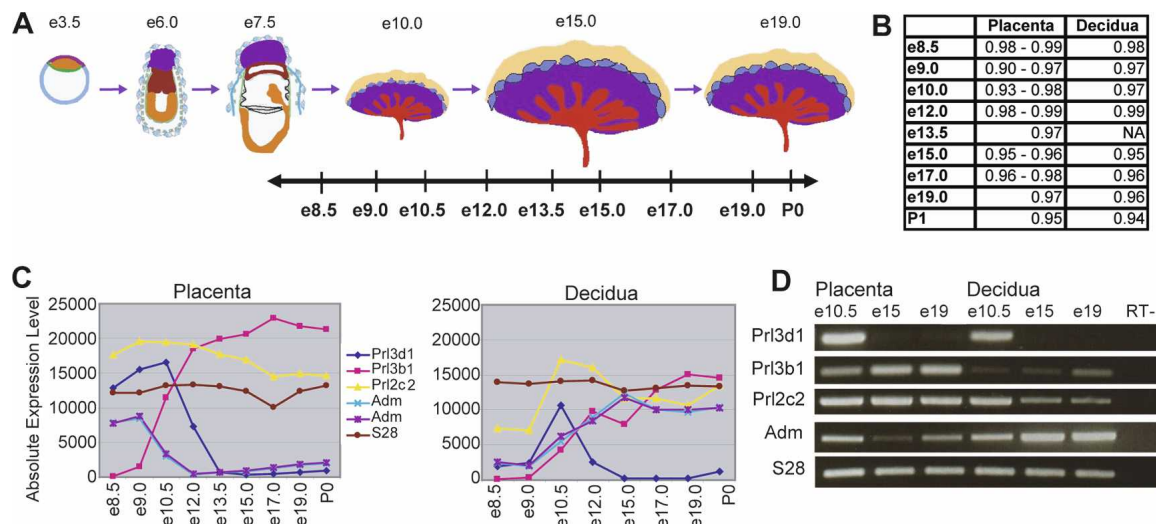 A
e3.5 e6.0 e7.5 e10.0 e15.0 e19.0
e8.5 e9.0 e10.5 e12.0 e13.5 e15.0 e17.0 e19.0 P0
B
Placenta Decidua
e8.5 0.98 - 0.99 0.98
e9.0 0.90 - 0.97 0.97
e10.0 0.93 - 0.98 0.97
e12.0 0.98 - 0.99 0.99
e13.5 0.97 NA
e15.0 0.95 - 0.96 0.95
e17.0 0.96 - 0.98 0.96
e19.0 0.97 0.96
P1 0.95 0.94
C
Placenta
Absolute Expression Level
25000
20000
15000
10000
5000
0
e8.5 e9.0 e10.5 e12.0 e13.5 e15.0 e17.0 e19.0 P0
Prl3d1
Prl3b1
Prl2c2
Adm
Adm
S28
Decidua
25000
20000
15000
10000
5000
0
e8.5 e9.0 e10.5 e12.0 e13.5 e15.0 e17.0 e19.0 P0
D
Placenta Decidua
e10.5 e15 e19 e10.5 e15 e19 RT-
Prl3d1
Prl3b1
Prl2c2
Adm
S28